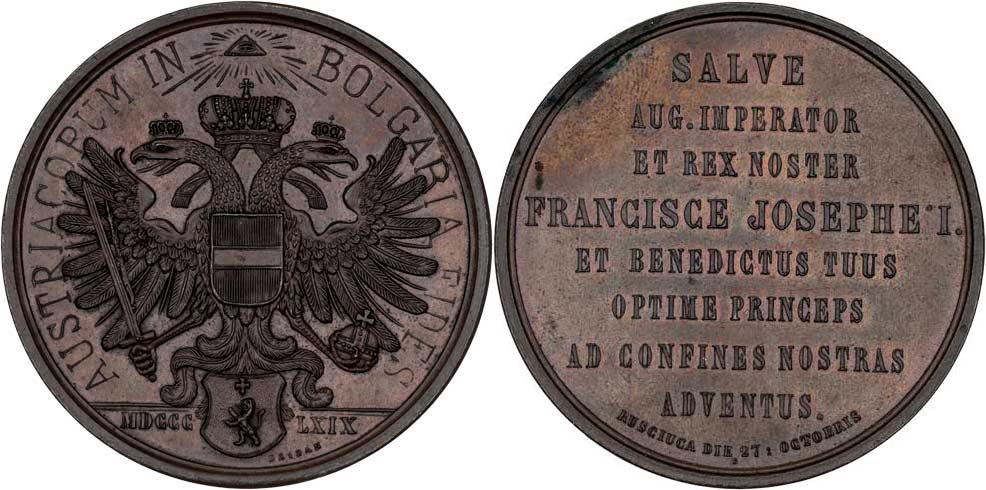 AUSTRIACORUM IN BOLGARIA FIDES
MDCCC LXIX
SALVE
AUG. IMPERATOR
ET REX NOSTER
FRANCISCE JOSEPHE I.
ET BENEDICTUS TUUS
OPTIME PRINCEPS
AD CONFINES NOSTRAS
ADVENTUS.
RUSCIUCA DIE 27: OCTOBRIS